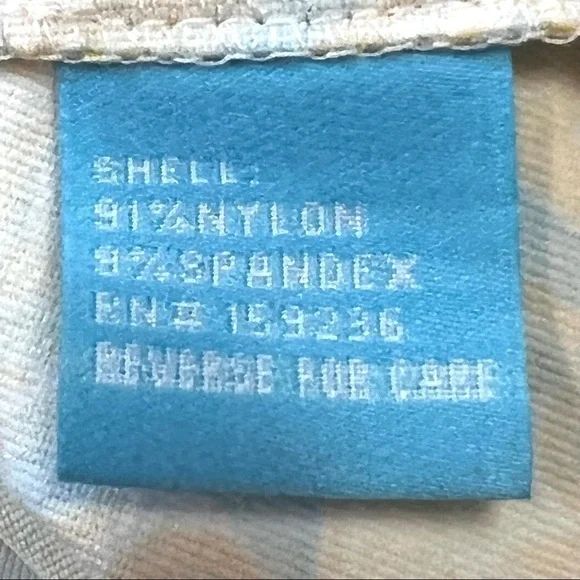 SHELL:
91%NYLON
9%SPANDEX
RN# 159236
REVERSE FOR CARE